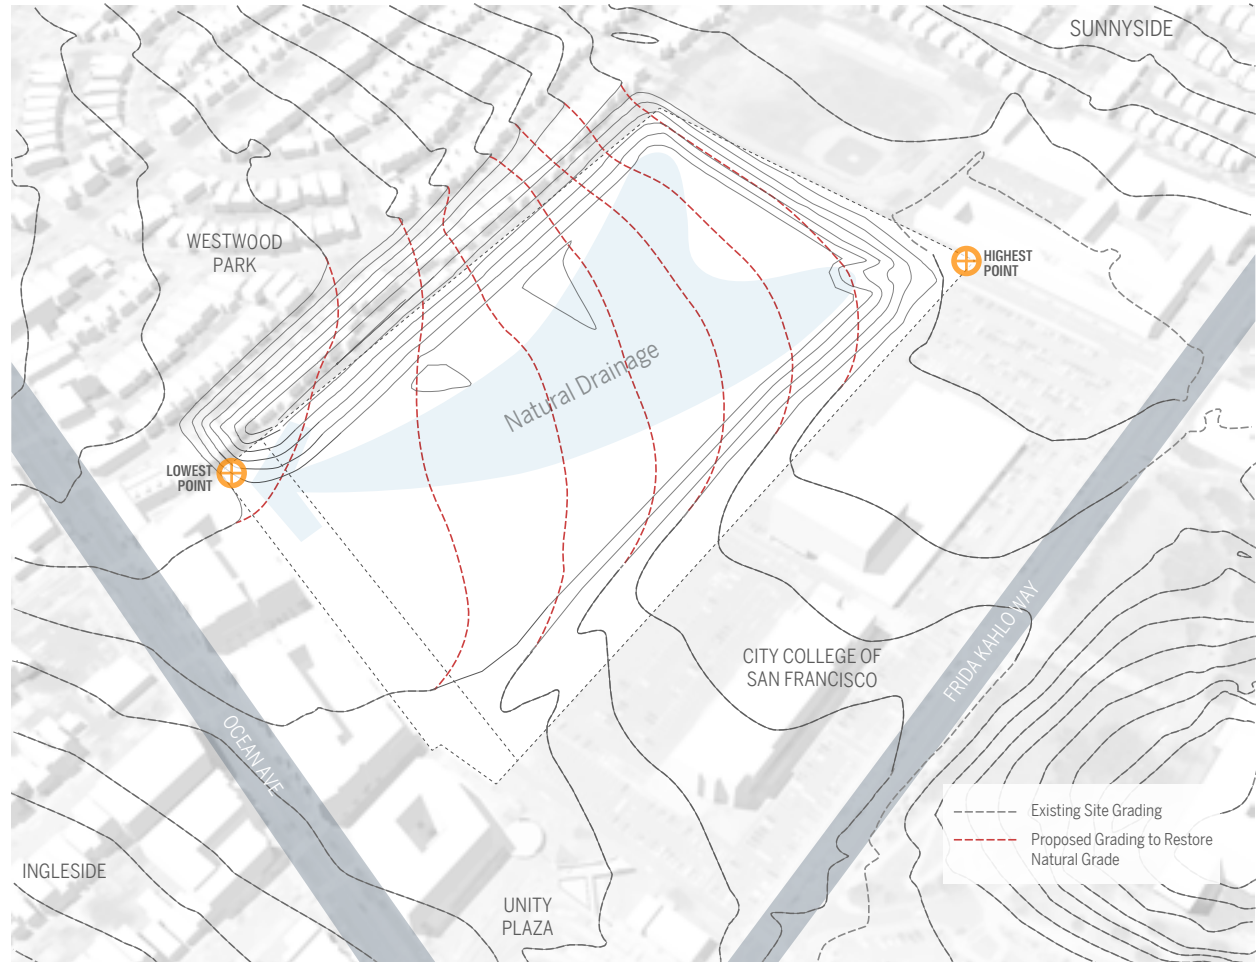 SUNNYSIDE
WESTWOOD
PARK
HIGHEST
POINT
Natural Drainage
LOWEST
POINT
CITY COLLEGE OF
SAN FRANCISCO
FRIDA KAHLO WAY
OCEAN AVE
Existing Site Grading
Proposed Grading to Restore
Natural Grade
INGLESIDE
UNITY
PLAZA